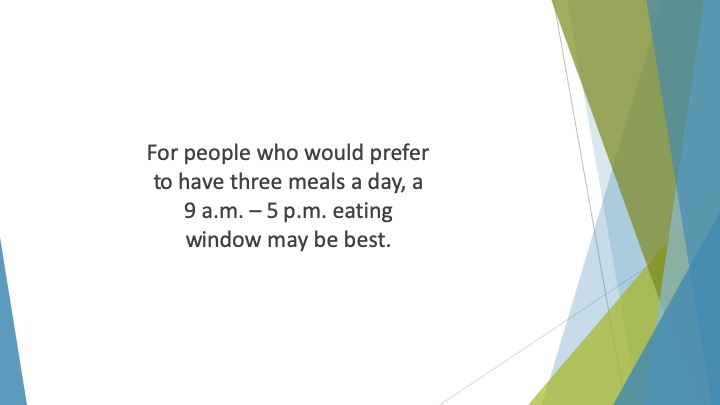 For people who would prefer
to have three meals a day, a
9 a.m. – 5 p.m. eating
window may be best.